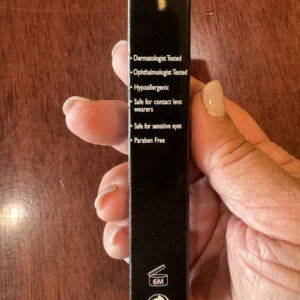 • Dermatologist Tested
• Ophthalmologist Tested
• Hypoallergenic
• Safe for contact lens
wearers
• Safe for sensitive eyes
• Paraben Free
6M